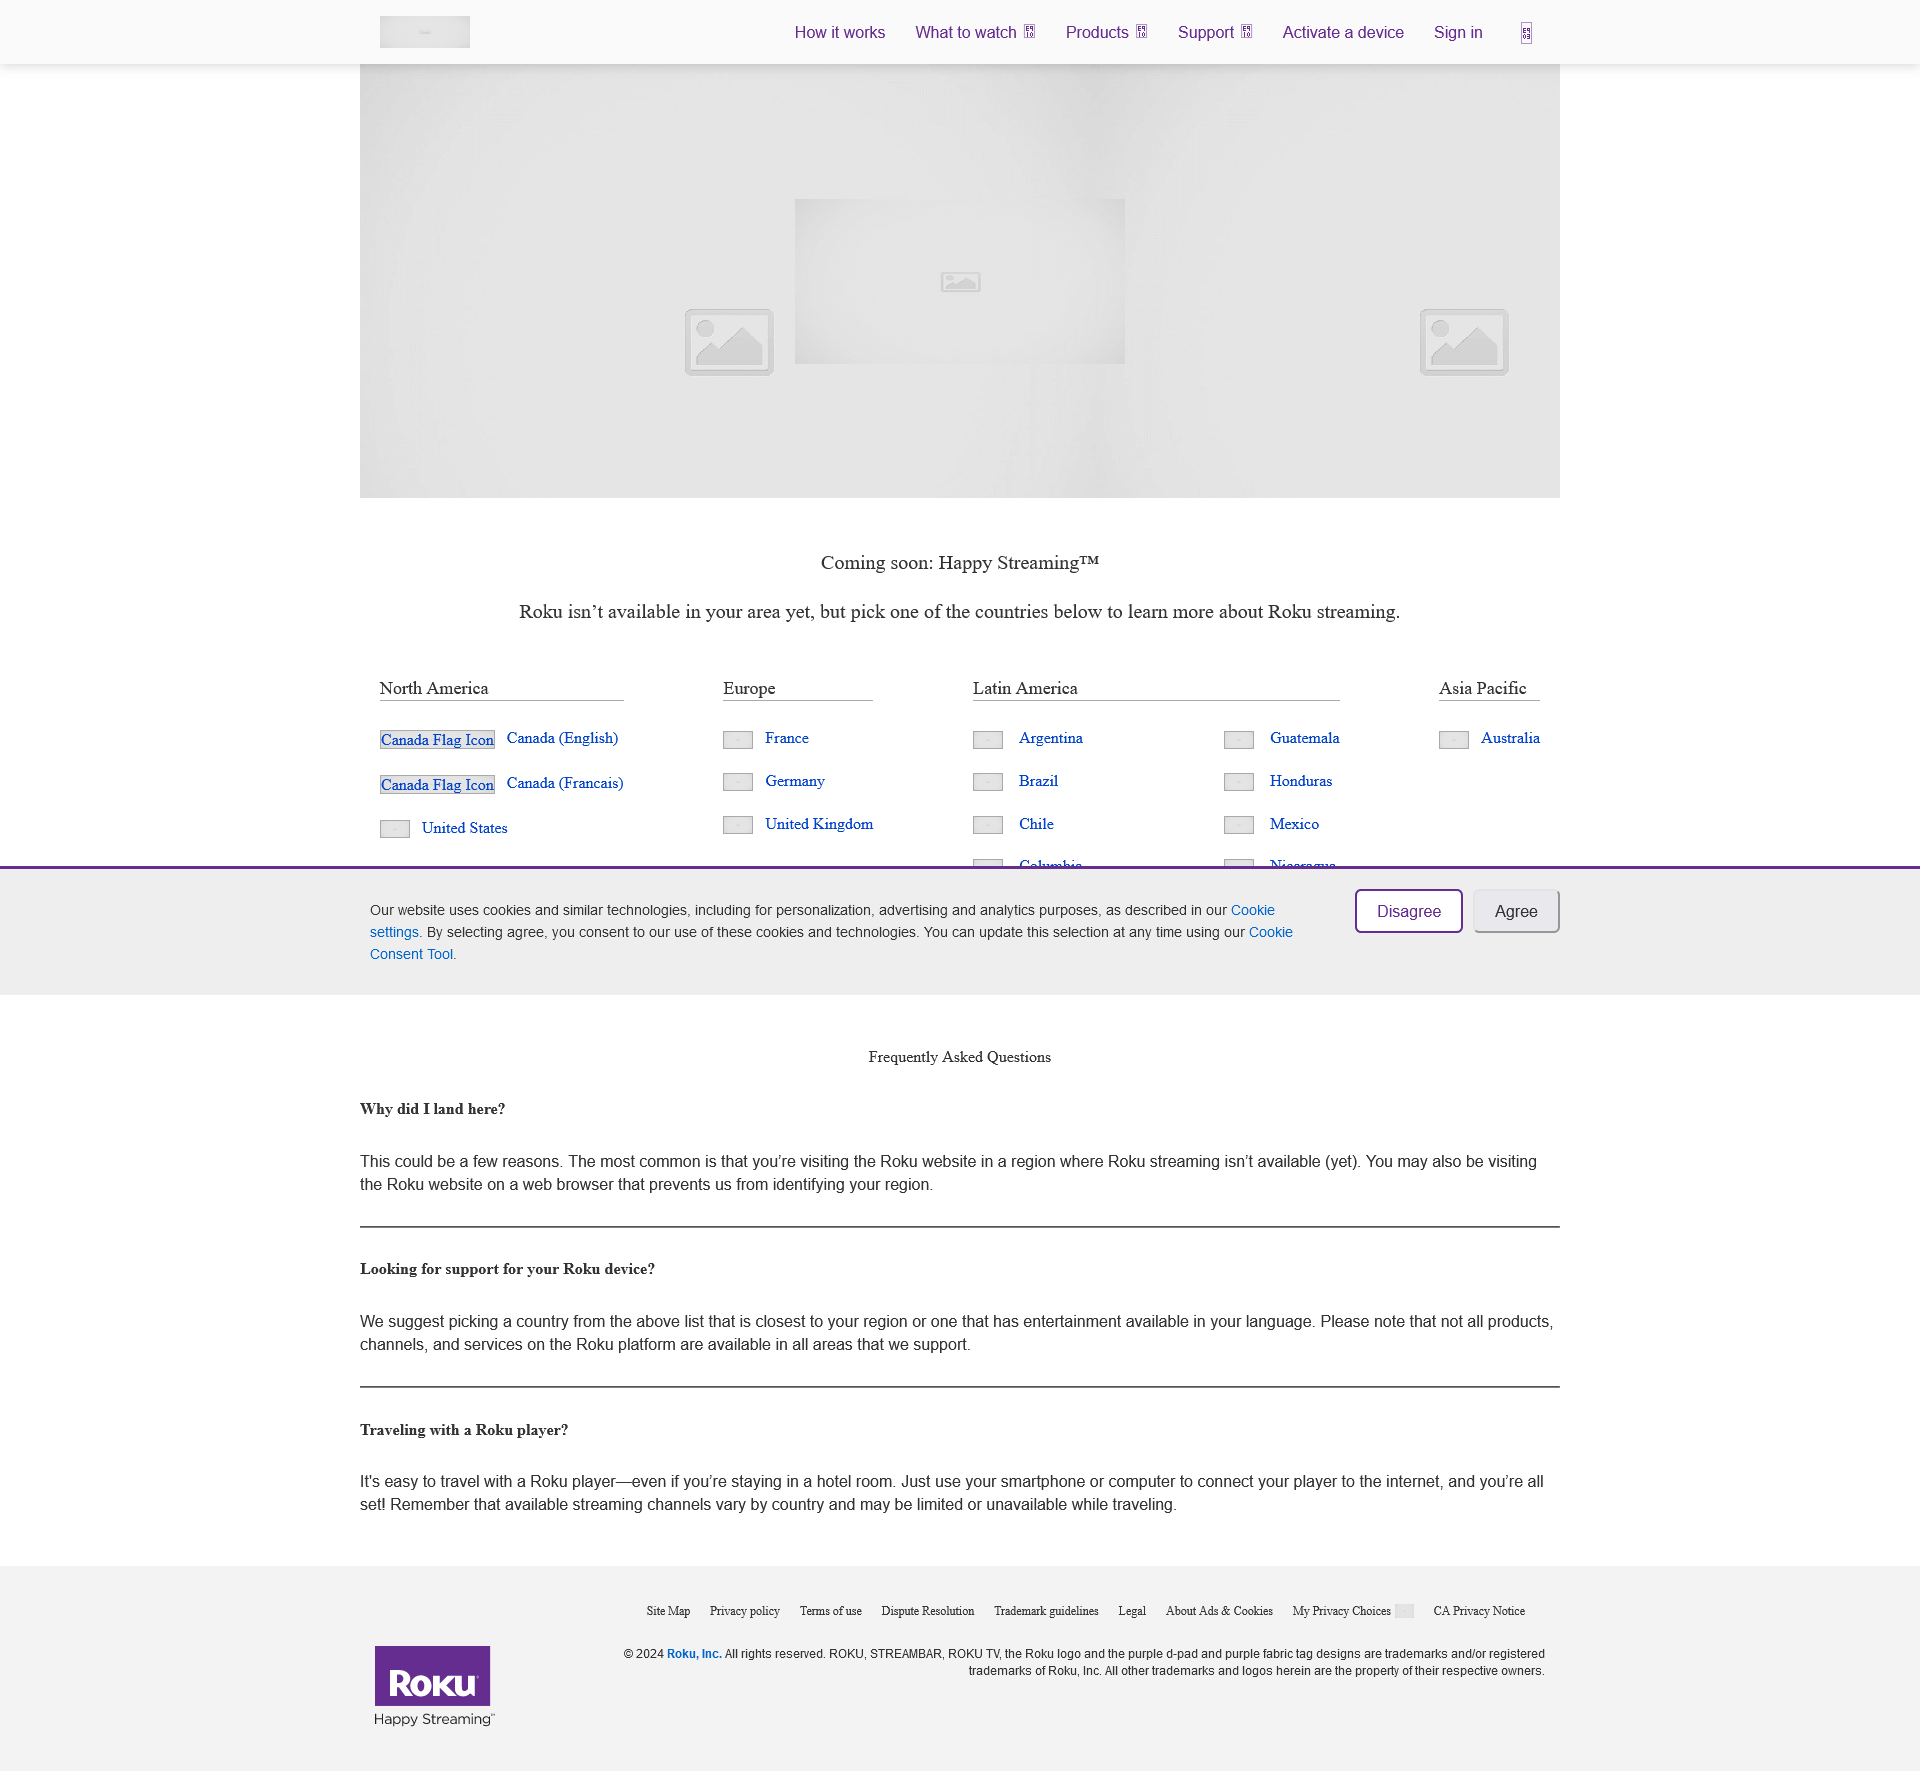 How it works
What to watch
Products
Support
Activate a device
Sign in
Coming soon: Happy Streaming™
Roku isn’t available in your area yet, but pick one of the countries below to learn more about Roku streaming.
North America
Canada Flag Icon Canada (English)
Canada Flag Icon Canada (Francais)
United States
Europe
France
Germany
United Kingdom
Latin America
Argentina
Brazil
Chile
Columbia
Guatemala
Honduras
Mexico
Nicaragua
Asia Pacific
Australia
Our website uses cookies and similar technologies, including for personalization, advertising and analytics purposes, as described in our Cookie
settings. By selecting agree, you consent to our use of these cookies and technologies. You can update this selection at any time using our Cookie
Consent Tool.
Disagree
Agree
Frequently Asked Questions
Why did I land here?
This could be a few reasons. The most common is that you’re visiting the Roku website in a region where Roku streaming isn’t available (yet). You may also be visiting
the Roku website on a web browser that prevents us from identifying your region.
Looking for support for your Roku device?
We suggest picking a country from the above list that is closest to your region or one that has entertainment available in your language. Please note that not all products,
channels, and services on the Roku platform are available in all areas that we support.
Traveling with a Roku player?
It's easy to travel with a Roku player—even if you’re staying in a hotel room. Just use your smartphone or computer to connect your player to the internet, and you’re all
set! Remember that available streaming channels vary by country and may be limited or unavailable while traveling.
Site Map
Privacy policy
Terms of use
Dispute Resolution
Trademark guidelines
Legal
About Ads & Cookies
My Privacy Choices
CA Privacy Notice
© 2024 Roku, Inc. All rights reserved. ROKU, STREAMBAR, ROKU TV, the Roku logo and the purple d-pad and purple fabric tag designs are trademarks and/or registered
trademarks of Roku, Inc. All other trademarks and logos herein are the property of their respective owners.
Roku
Happy Streaming™